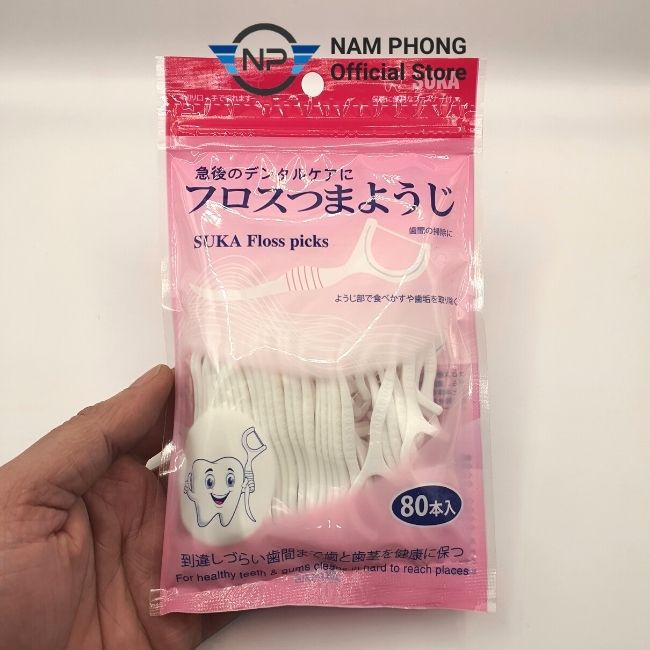 NP
NAM PHONG
Official Store
SUKA
急後のデンタルケアに
フロスつまようじ
SUKA Floss picks
歯間の掃除に
ようじ部で食べかすや歯垢を取り除く
80本入
到達しづらい歯間まで歯と歯茎を健康に保つ
For healthy teeth & gums cleans in hard to reach places